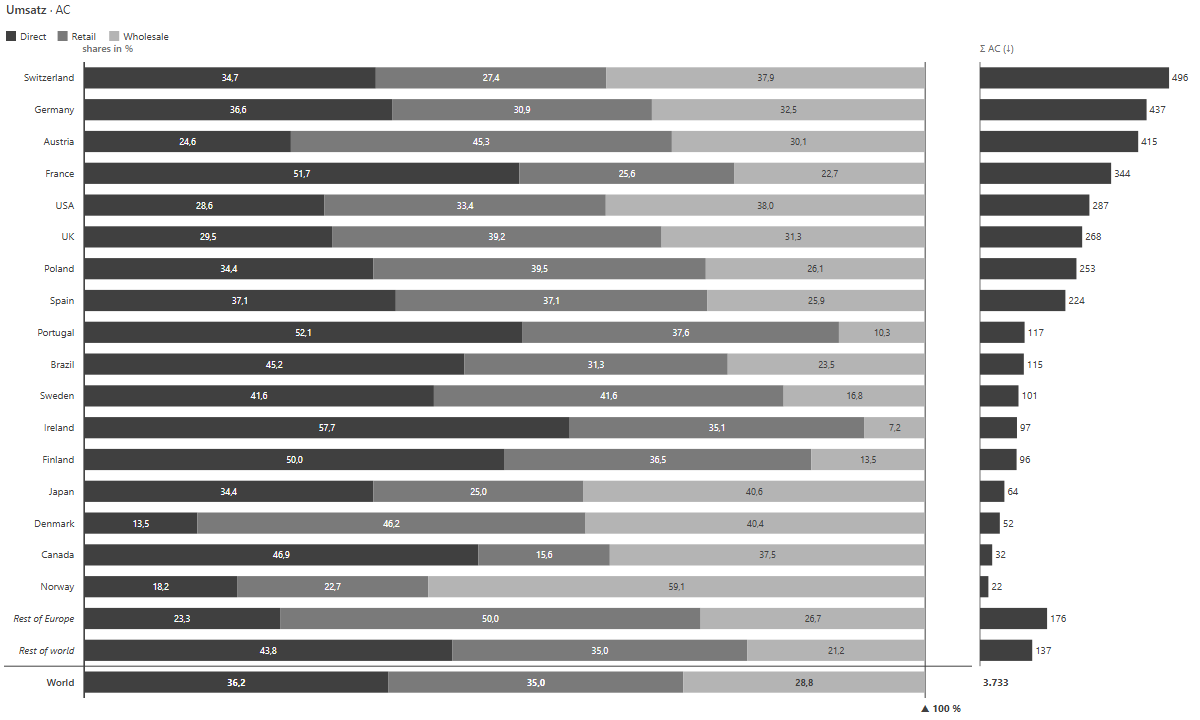 Umsatz · AC
Direct Retail Wholesale
shares in % Σ AC (↓)
Switzerland 34,7 27,4 37,9 496
Germany 36,6 30,9 32,5 437
Austria 24,6 45,3 30,1 415
France 51,7 25,6 22,7 344
USA 28,6 33,4 38,0 287
UK 29,5 39,2 31,3 268
Poland 34,4 39,5 26,1 253
Spain 37,1 37,1 25,9 224
Portugal 52,1 37,6 10,3 117
Brazil 45,2 31,3 23,5 115
Sweden 41,6 41,6 16,8 101
Ireland 57,7 35,1 7,2 97
Finland 50,0 36,5 13,5 96
Japan 34,4 25,0 40,6 64
Denmark 13,5 46,2 40,4 52
Canada 46,9 15,6 37,5 32
Norway 18,2 22,7 59,1 22
Rest of Europe 23,3 50,0 26,7 176
Rest of world 43,8 35,0 21,2 137
World 36,2 35,0 28,8 3.733
▲ 100 %